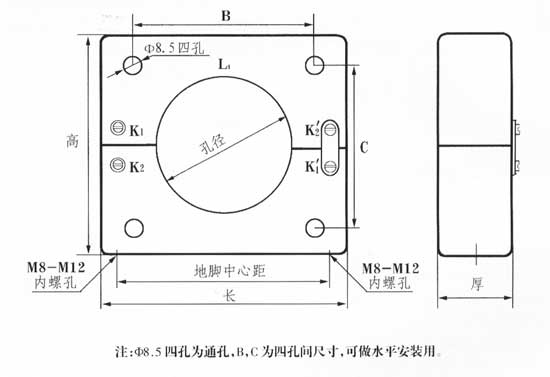 B
Φ8.5四孔
L₁
K₁
K₂′
高
孔径
C
K₂
K₁′
M8-M12
内螺孔
地脚中心距
M8-M12
内螺孔
长
厚
注:Φ8.5四孔为通孔,B,C为四孔间尺寸,可做水平安装用。